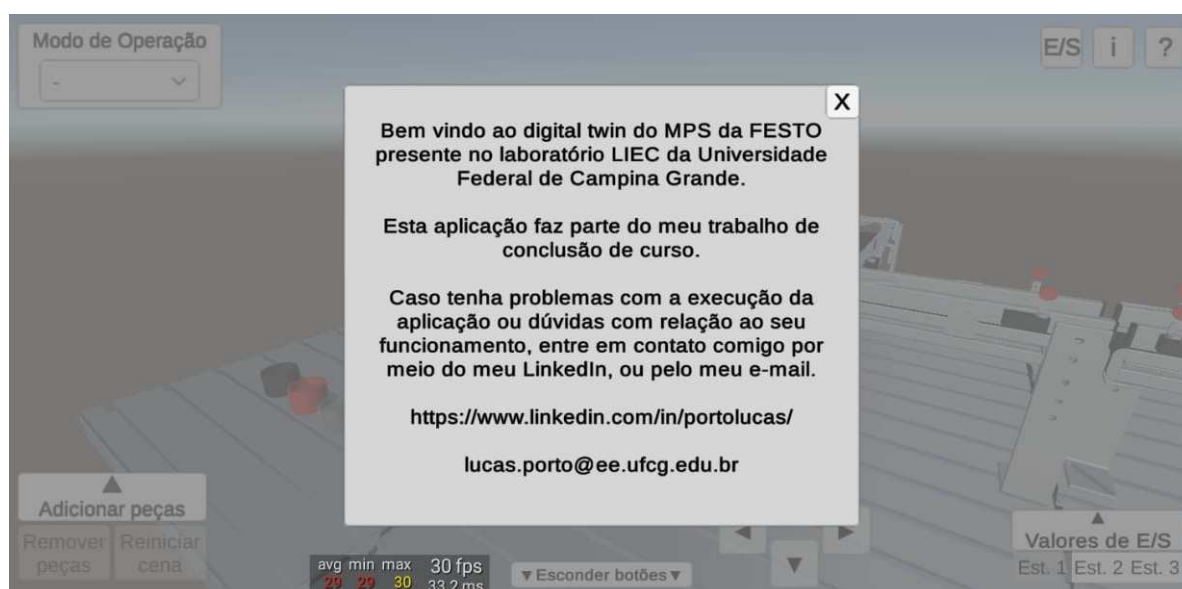 Modo de Operação
-
E/S i ?
X
Bem vindo ao digital twin do MPS da FESTO
presente no laboratório LIEC da Universidade
Federal de Campina Grande.
Esta aplicação faz parte do meu trabalho de
conclusão de curso.
Caso tenha problemas com a execução da
aplicação ou dúvidas com relação ao seu
funcionamento, entre em contato comigo por
meio do meu LinkedIn, ou pelo meu e-mail.
https://www.linkedin.com/in/portolucas/
lucas.porto@ee.ufcg.edu.br
▲
Adicionar peças
Remover peças
Reiniciar cena
avg min max 30 fps
29 29 30 33.2 ms
▼Esconder botões▼
◄ ► ▼
▲
Valores de E/S
Est. 1 Est. 2 Est. 3